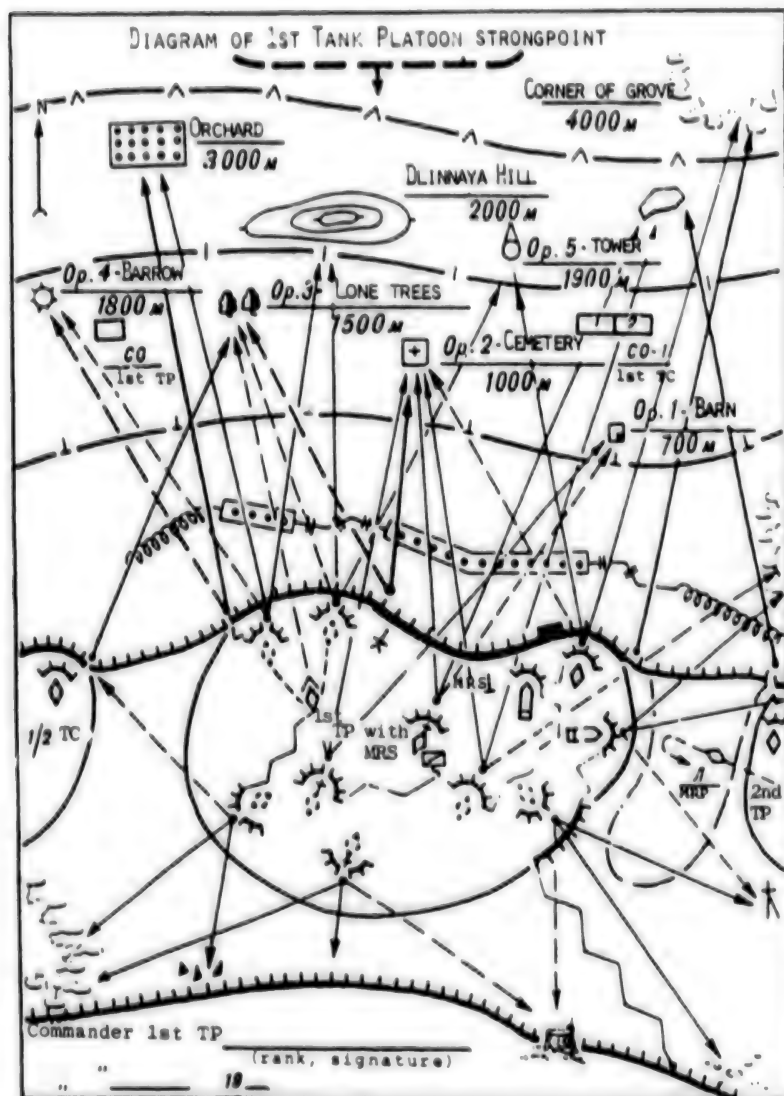 DIAGRAM OF 1ST TANK PLATOON STRONGPOINT
N
CORNER OF GROVE
4000 м
ORCHARD
3000 м
DLINNAYA HILL
2000 м
Op. 5 - TOWER
1900 м
Op. 4 - BARROW
1800 м
Op. 3 - LONE TREES
1500 м
CO
1st TP
Op. 2 - CEMETERY
1000 м
CO-1
1st TC
Op. 1 - BARN
700 м
MRS
1st
TP with
MRS
1/2 TC
MRP
2nd
TP
Commander 1st TP
(rank, signature)
" " 19